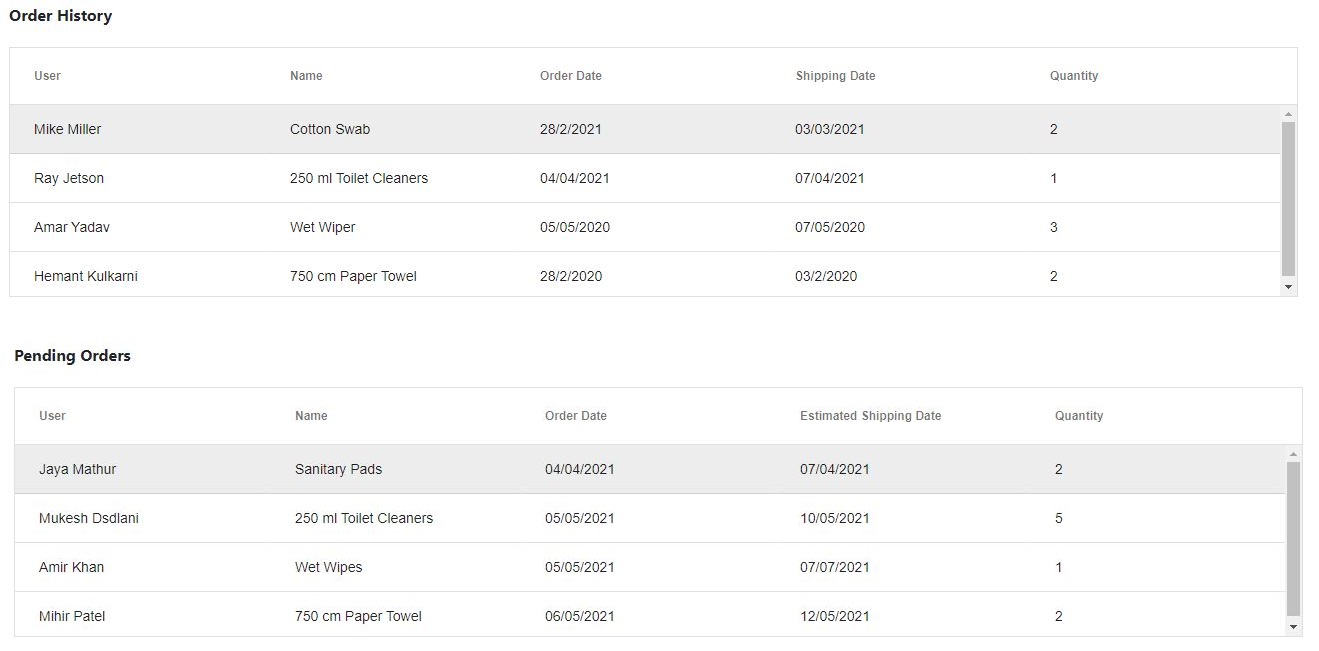 Order History
User Name Order Date Shipping Date Quantity
Mike Miller Cotton Swab 28/2/2021 03/03/2021 2
Ray Jetson 250 ml Toilet Cleaners 04/04/2021 07/04/2021 1
Amar Yadav Wet Wiper 05/05/2020 07/05/2020 3
Hemant Kulkarni 750 cm Paper Towel 28/2/2020 03/2/2020 2
Pending Orders
User Name Order Date Estimated Shipping Date Quantity
Jaya Mathur Sanitary Pads 04/04/2021 07/04/2021 2
Mukesh Dsdlani 250 ml Toilet Cleaners 05/05/2021 10/05/2021 5
Amir Khan Wet Wipes 05/05/2021 07/07/2021 1
Mihir Patel 750 cm Paper Towel 06/05/2021 12/05/2021 2